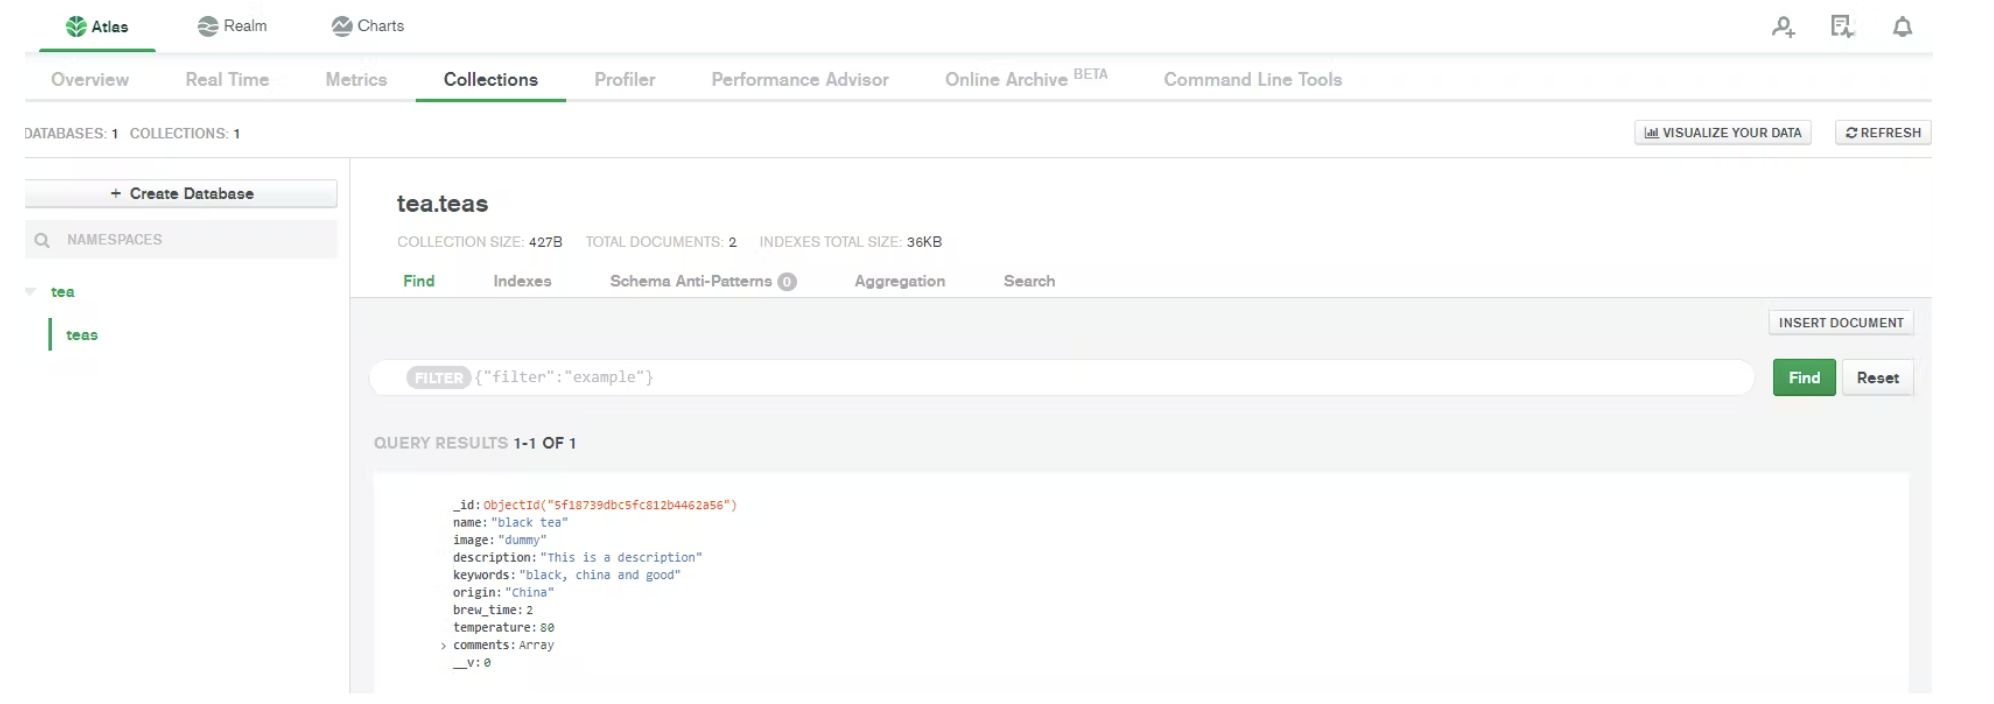 Atlas Realm Charts
Overview Real Time Metrics Collections Profiler Performance Advisor Online Archive BETA Command Line Tools
DATABASES: 1 COLLECTIONS: 1 VISUALIZE YOUR DATA REFRESH
+ Create Database
NAMESPACES
tea
teas
tea.teas
COLLECTION SIZE: 427B TOTAL DOCUMENTS: 2 INDEXES TOTAL SIZE: 36KB
Find Indexes Schema Anti-Patterns 0 Aggregation Search
INSERT DOCUMENT
FILTER {"filter":"example"} Find Reset
QUERY RESULTS 1-1 OF 1
_id: ObjectId("5f18739dbc5fc812b4462a56")
name: "black tea"
image: "dummy"
description: "This is a description"
keywords: "black, china and good"
origin: "China"
brew_time: 2
temperature: 80
> comments: Array
__v: 0